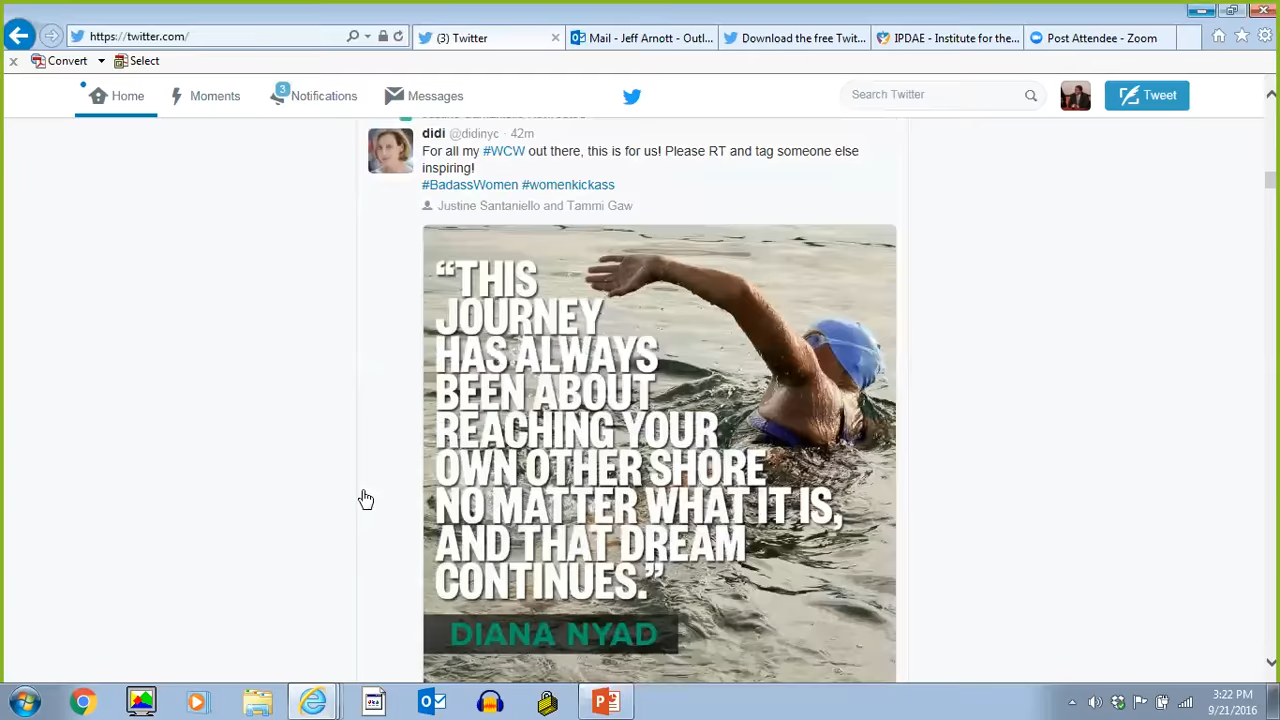 https://twitter.com/
(3) Twitter
Mail - Jeff Arnott - Outl...
Download the free Twit...
IPDAE - Institute for the...
Post Attendee - Zoom
Convert
Select
Home
Moments
3
Notifications
Messages
Search Twitter
Tweet
didi @didinyc · 42m
For all my #WCW out there, this is for us! Please RT and tag someone else
inspiring!
#BadassWomen #womenkickass
Justine Santaniello and Tammi Gaw
“THIS
JOURNEY
HAS ALWAYS
BEEN ABOUT
REACHING YOUR
OWN OTHER SHORE
NO MATTER WHAT IT IS,
AND THAT DREAM
CONTINUES.”
DIANA NYAD
3:22 PM
9/21/2016